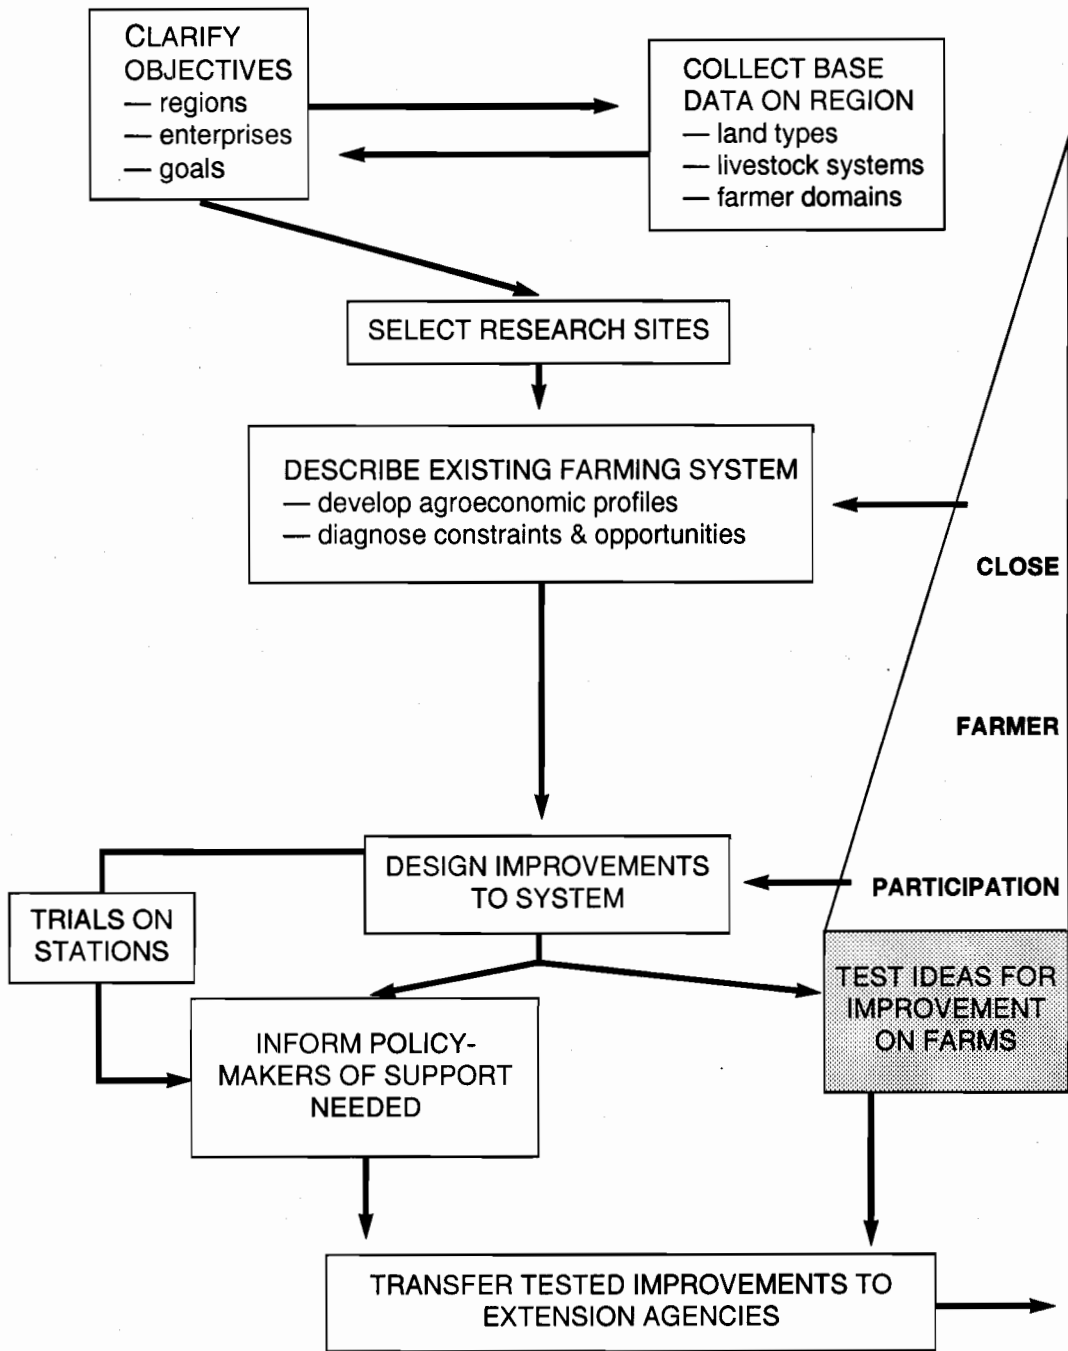 CLARIFY
OBJECTIVES
— regions
— enterprises
— goals
COLLECT BASE
DATA ON REGION
— land types
— livestock systems
— farmer domains
SELECT RESEARCH SITES
DESCRIBE EXISTING FARMING SYSTEM
— develop agroeconomic profiles
— diagnose constraints & opportunities
CLOSE
FARMER
PARTICIPATION
DESIGN IMPROVEMENTS
TO SYSTEM
TRIALS ON
STATIONS
TEST IDEAS FOR
IMPROVEMENT
ON FARMS
INFORM POLICY-
MAKERS OF SUPPORT
NEEDED
TRANSFER TESTED IMPROVEMENTS TO
EXTENSION AGENCIES